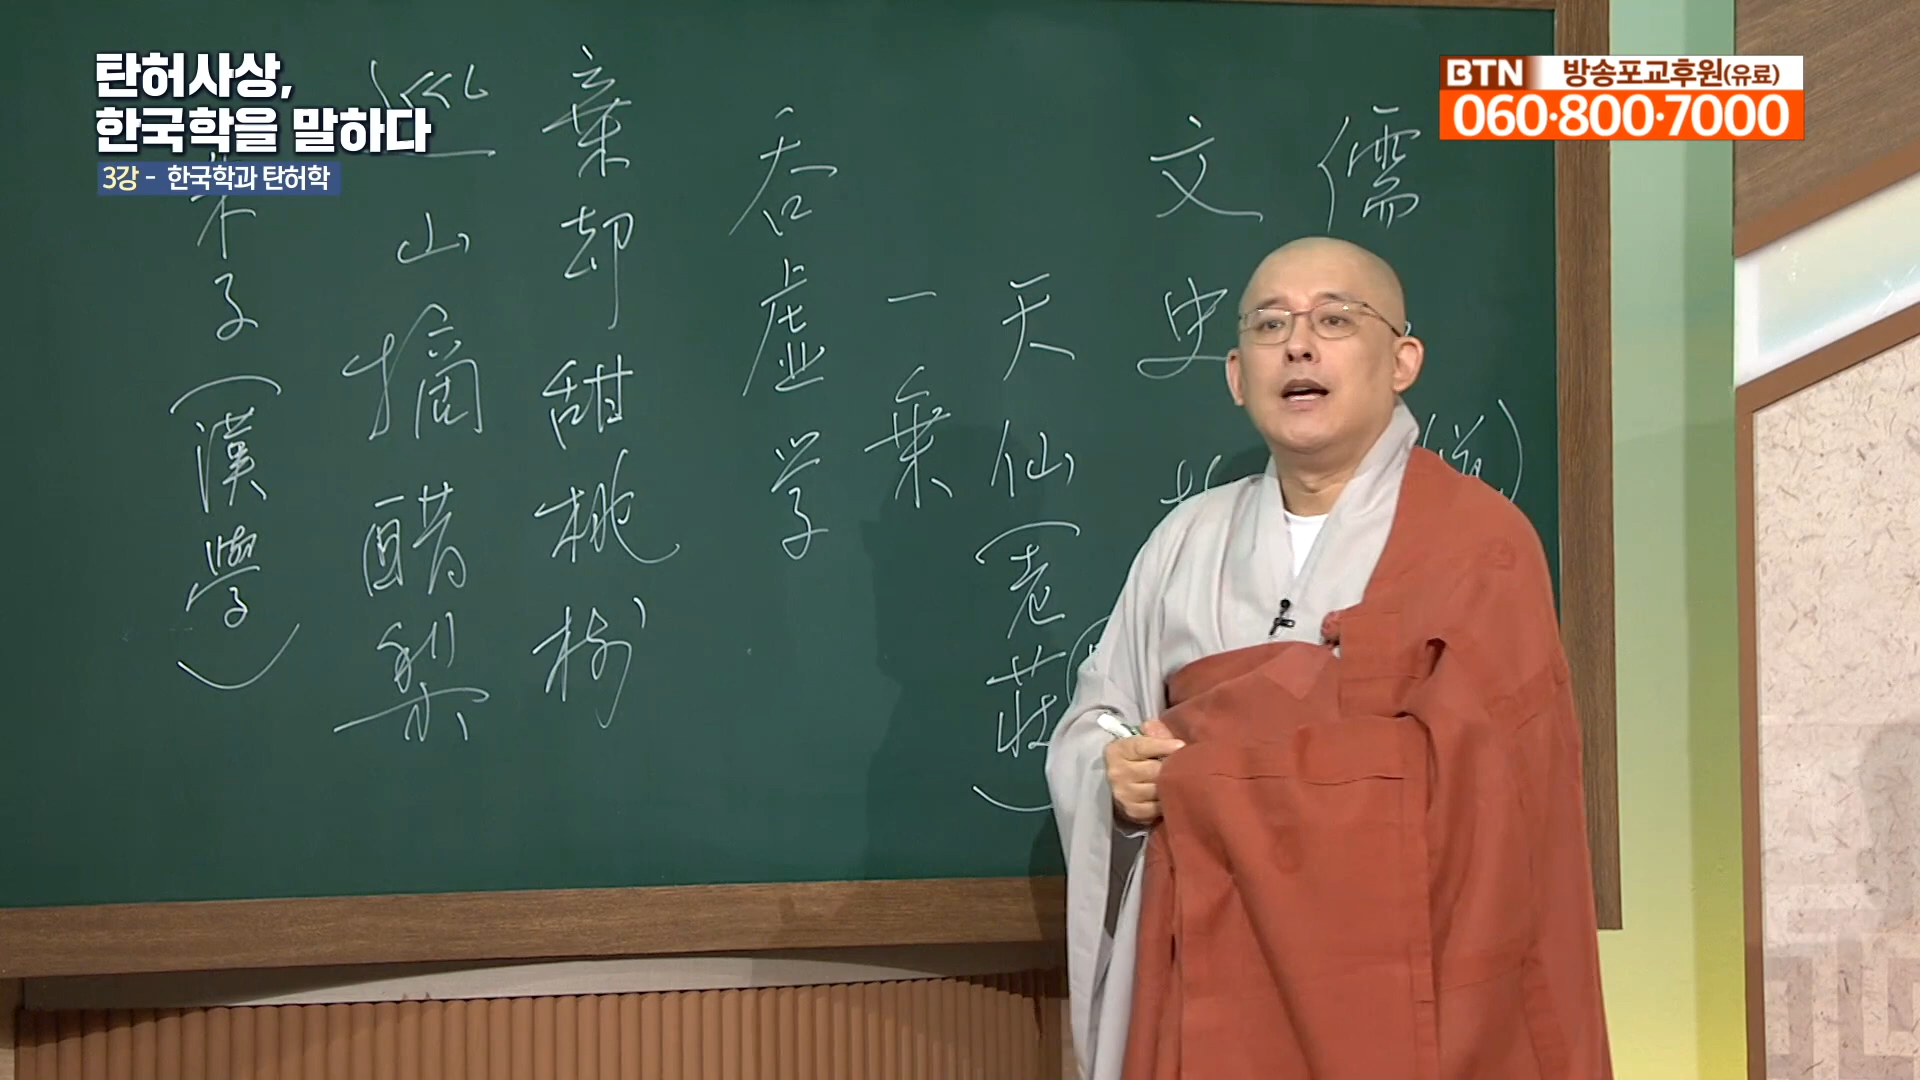 탄허사상,
한국학을 말하다
3강 - 한국학과 탄허학
BTN 방송포교후원(유료)
060·800·7000
儒
文史
天仙(老莊)
一乘
呑虛学
棄却甜桃樹
巡山摘醋梨
子(漢學)